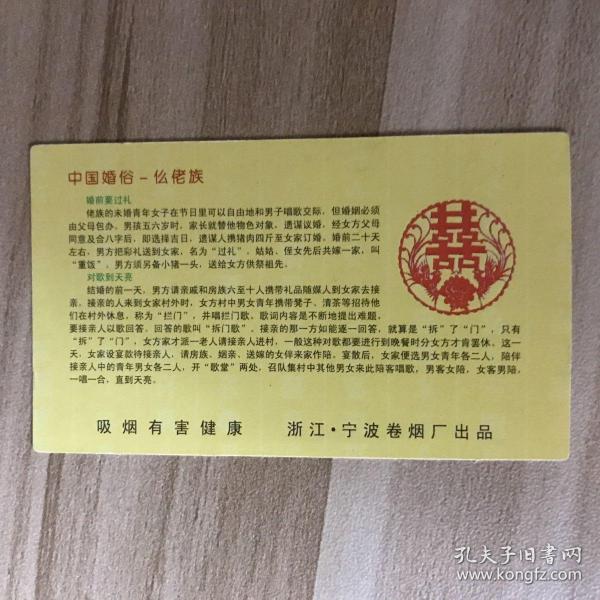 中国婚俗－仫佬族
婚前要过礼
佬族的未婚青年女子在节日里可以自由地和男子唱歌交际，但婚姻必须
由父母包办。男孩五六岁时，家长就替他物色对象，遣谋议婚，经女方父母
同意及合八字后，即选择吉日，遣谋人携猪肉四斤至女家订婚。婚前二十天
左右，男方把彩礼送到女家，名为“过礼”，姑姑、侄女先后共嫁一家，叫
“重饭”，男方须另备小猪一头，送给女方供祭祖先。
对歌到天亮
结婚的前一天，男方请亲戚和房族六至十人携带礼品随媒人到女家去接
亲。接亲的人来到女家村外时，女方村中男女青年携带凳子、清茶等招待他
们在村外休息，称为“拦门”，并唱拦门歌。歌词内容是不断地提出难题，
要接亲人以歌回答。回答的歌叫“拆门歌”。接亲的那一方如能逐一回答，就算是“拆”了“门”，只有
“拆”了“门”，女方家才派一老人请接亲人进村，一般这种对歌都要进行到晚餐时分女方才肯罢休。这一
天，女家设宴款待接亲人，请房族、姻亲、送嫁的女伴来家作陪。宴散后，女家便选男女青年各二人，陪伴
接亲人中的青年男女各二人，开“歌堂”两处，召队集村中其他男女来此陪客唱歌，男客女陪，女客男陪，
一唱一合，直到天亮。
吸烟有害健康 浙江·宁波卷烟厂出品
孔夫子旧书网
www.kongfz.com